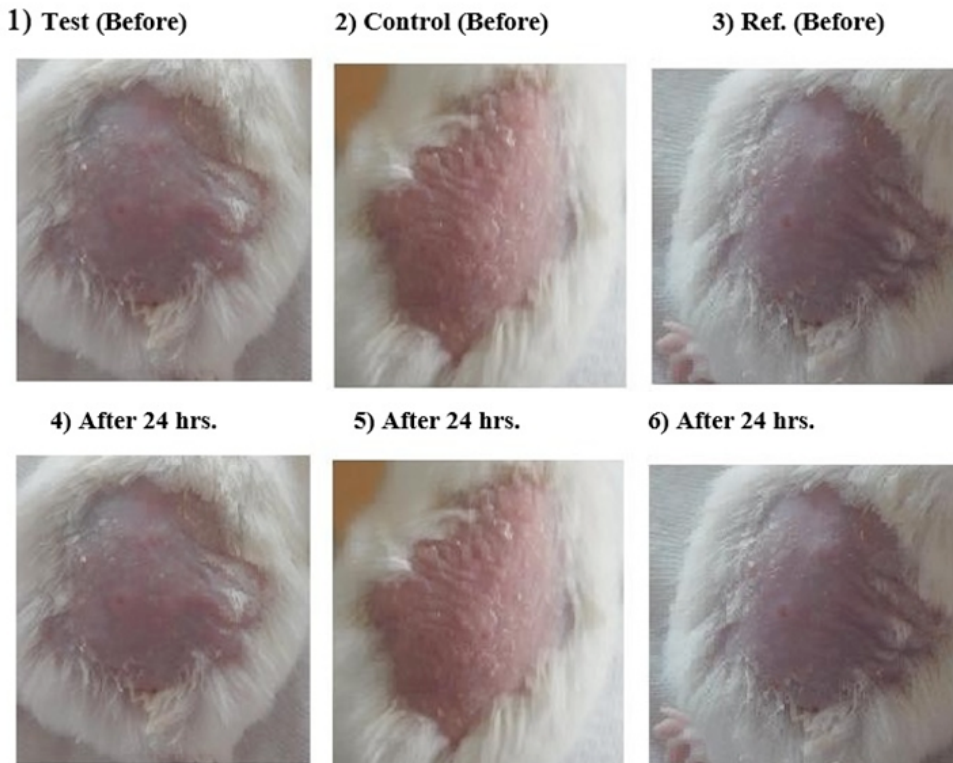 1) Test (Before)
2) Control (Before)
3) Ref. (Before)
4) After 24 hrs.
5) After 24 hrs.
6) After 24 hrs.